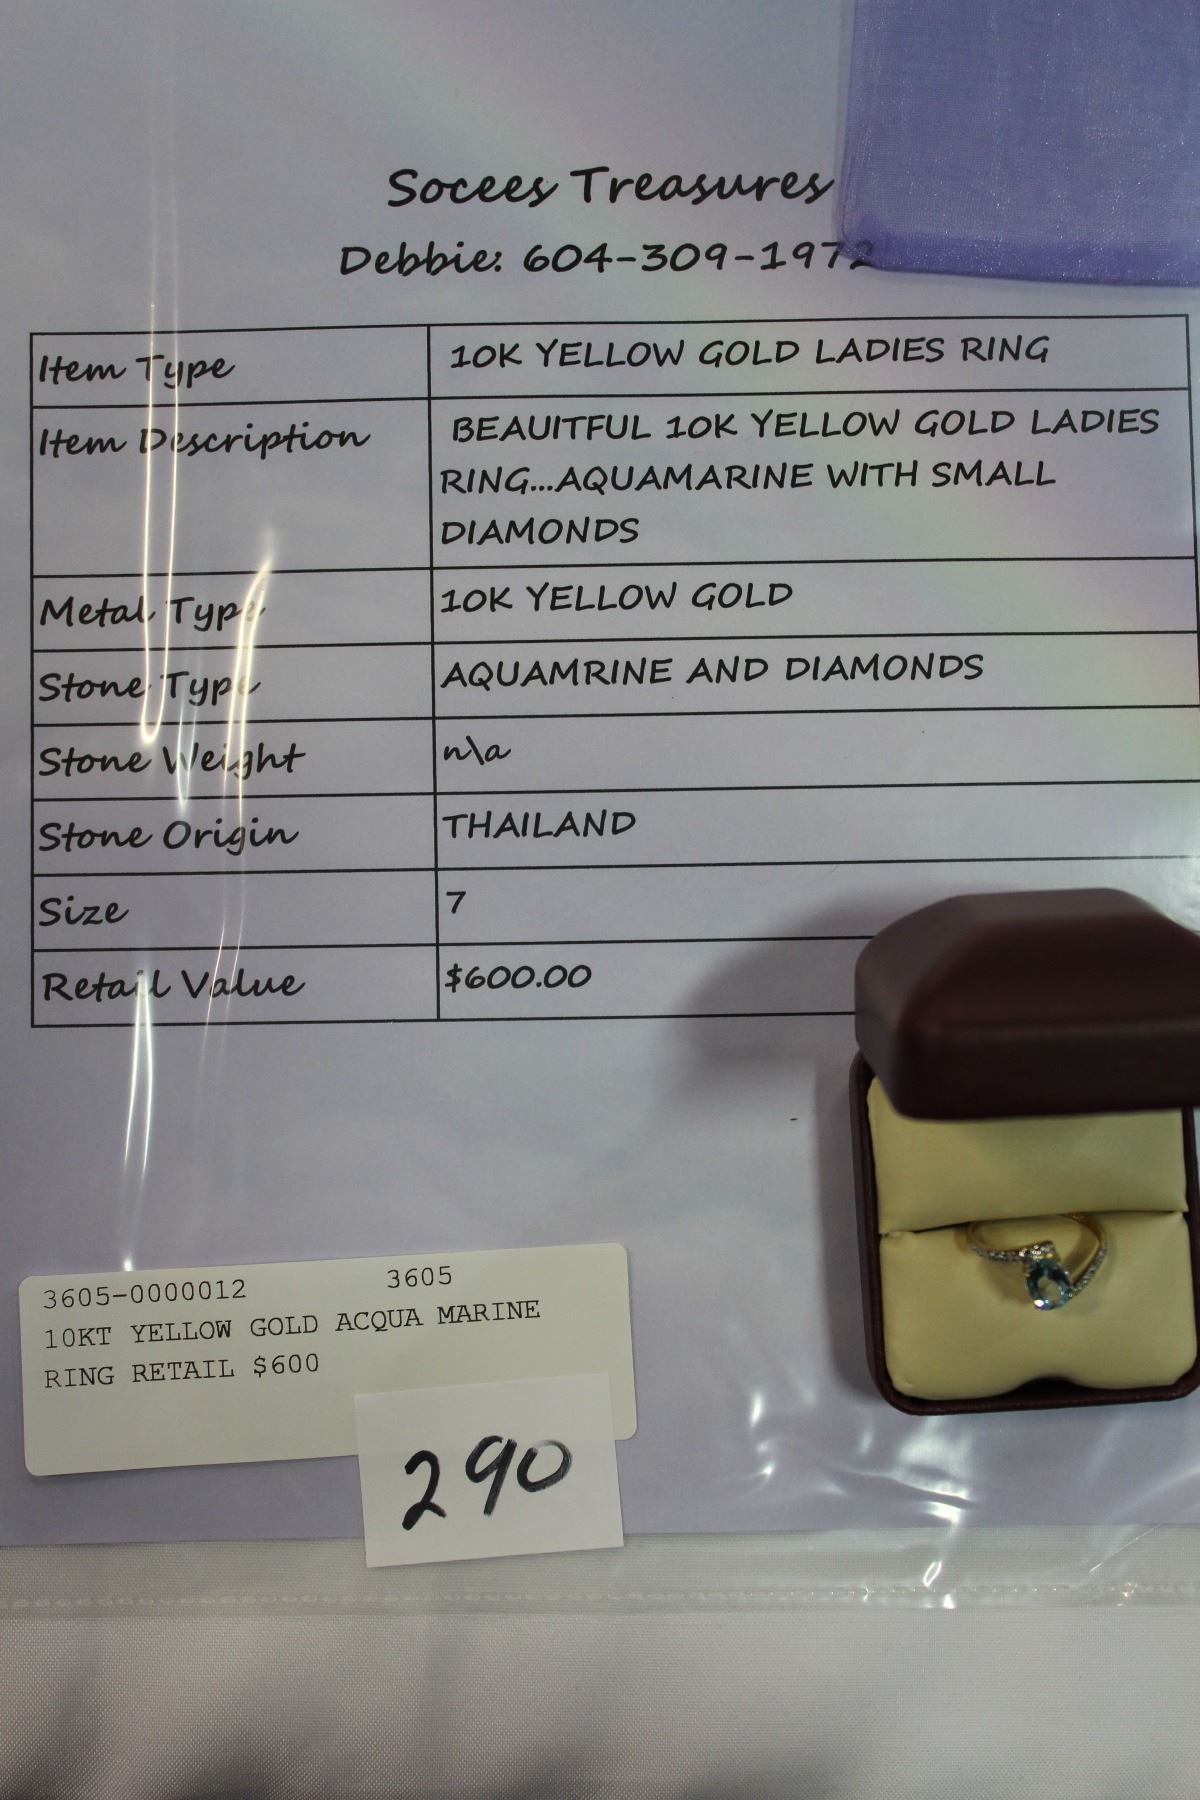 Socees Treasures
Debbie: 604-309-1972
Item Type 10K YELLOW GOLD LADIES RING
Item Description BEAUITFUL 10K YELLOW GOLD LADIES
RING...AQUAMARINE WITH SMALL
DIAMONDS
Metal Type 10K YELLOW GOLD
Stone Type AQUAMRINE AND DIAMONDS
Stone Weight n\a
Stone Origin THAILAND
Size 7
Retail Value $600.00
3605-0000012 3605
10KT YELLOW GOLD ACQUA MARINE
RING RETAIL $600
290